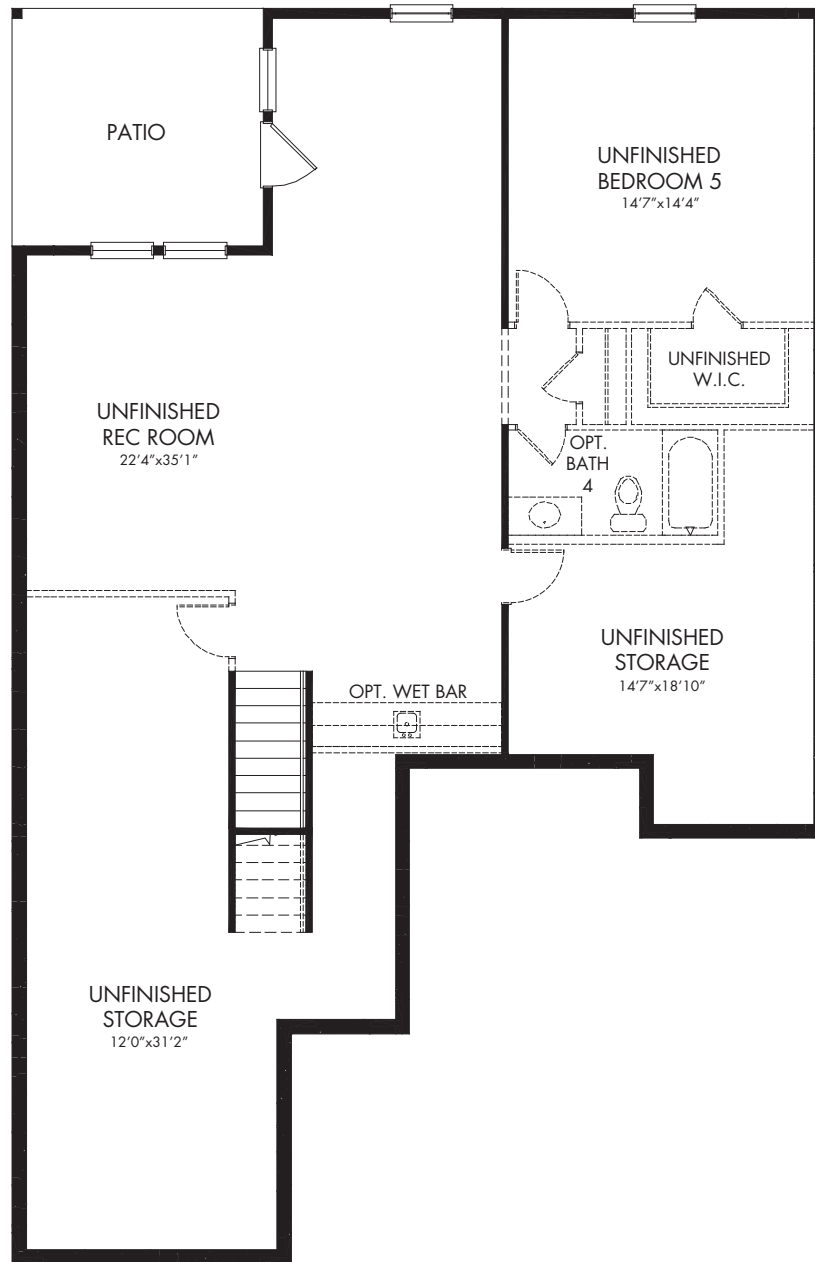 PATIO
UNFINISHED
BEDROOM 5
14'7"x14'4"
UNFINISHED
W.I.C.
UNFINISHED
REC ROOM
22'4"x35'1"
OPT.
BATH
4
UNFINISHED
STORAGE
14'7"x18'10"
OPT. WET BAR
UNFINISHED
STORAGE
12'0"x31'2"